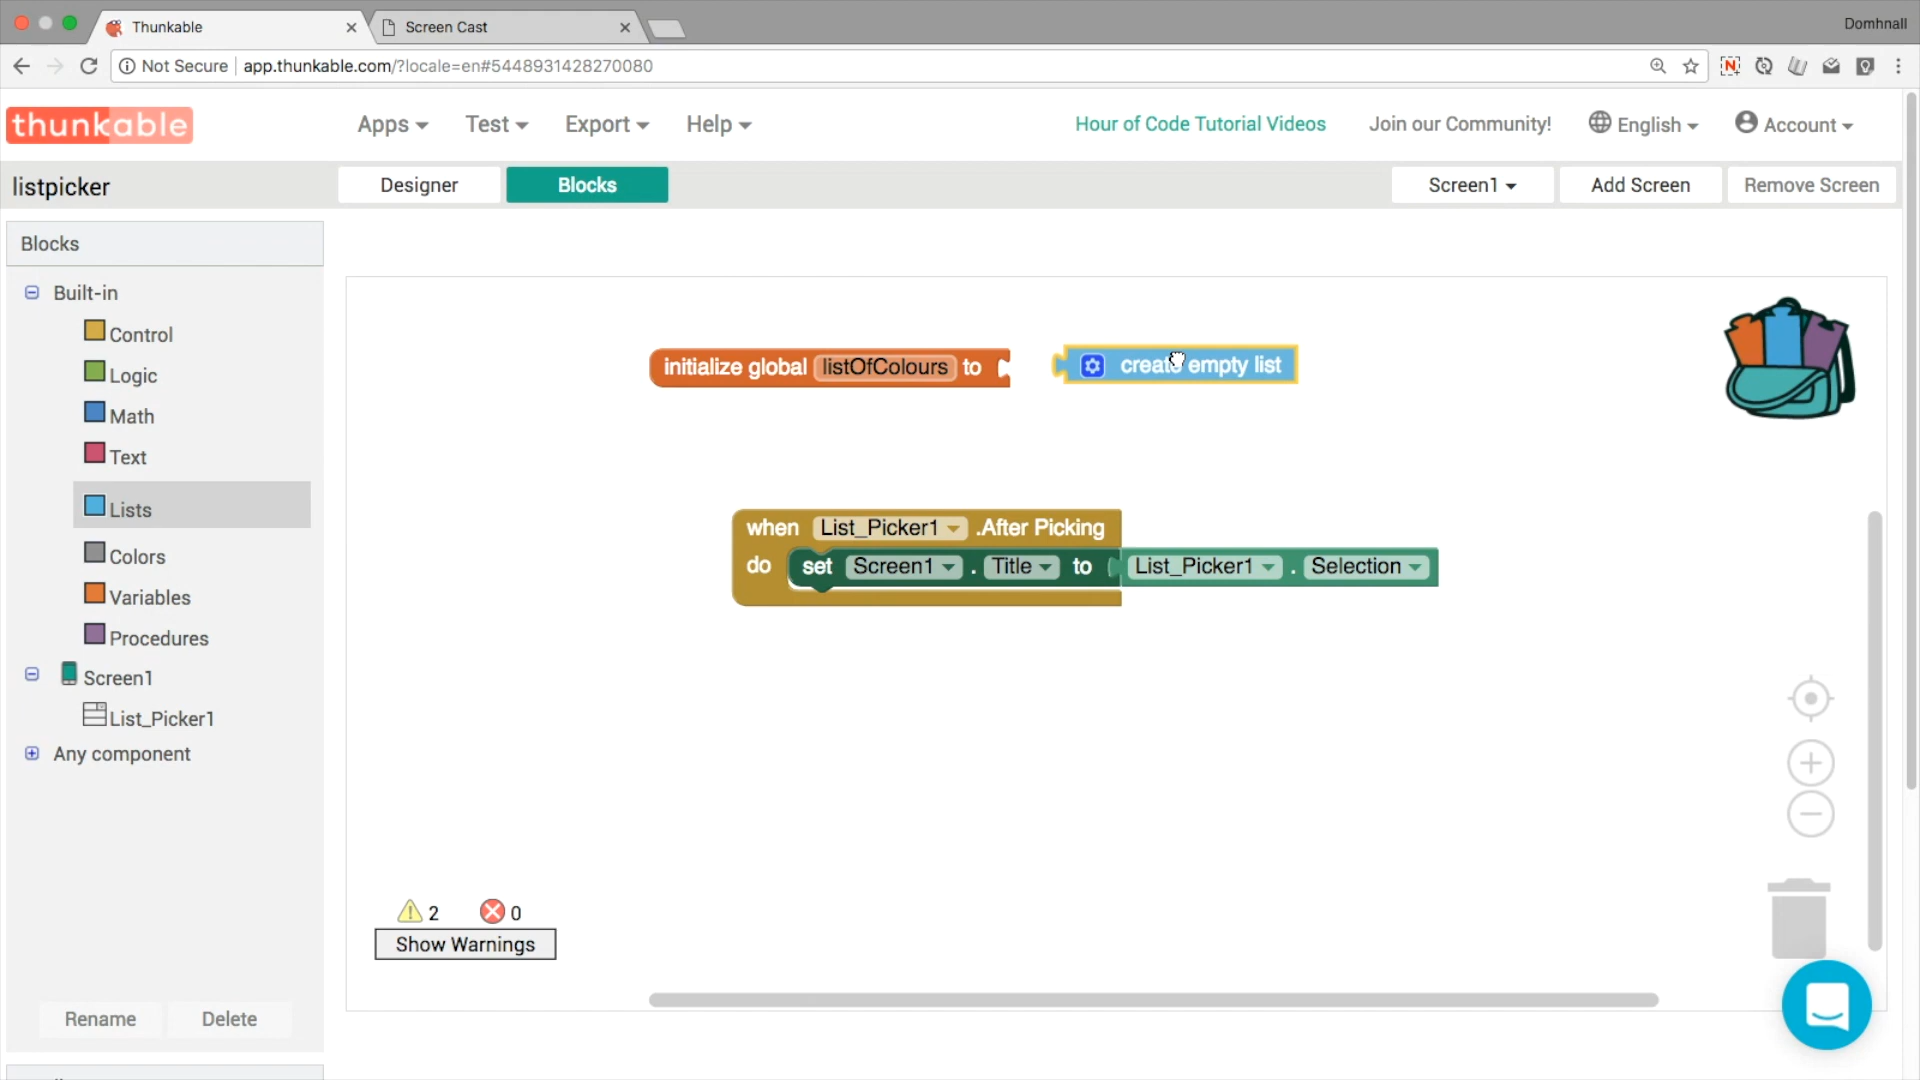 Thunkable
Screen Cast
Domhnall
Not Secure app.thunkable.com/?locale=en#5448931428270080
thunkable
Apps Test Export Help Hour of Code Tutorial Videos Join our Community! English Account
listpicker Designer Blocks Screen1 Add Screen Remove Screen
Blocks
Built-in
Control
Logic
Math
Text
Lists
Colors
Variables
Procedures
Screen1
List_Picker1
Any component
Rename Delete
initialize global listOfColours to
create empty list
when List_Picker1 .After Picking
do set Screen1 . Title to List_Picker1 . Selection
2 0
Show Warnings